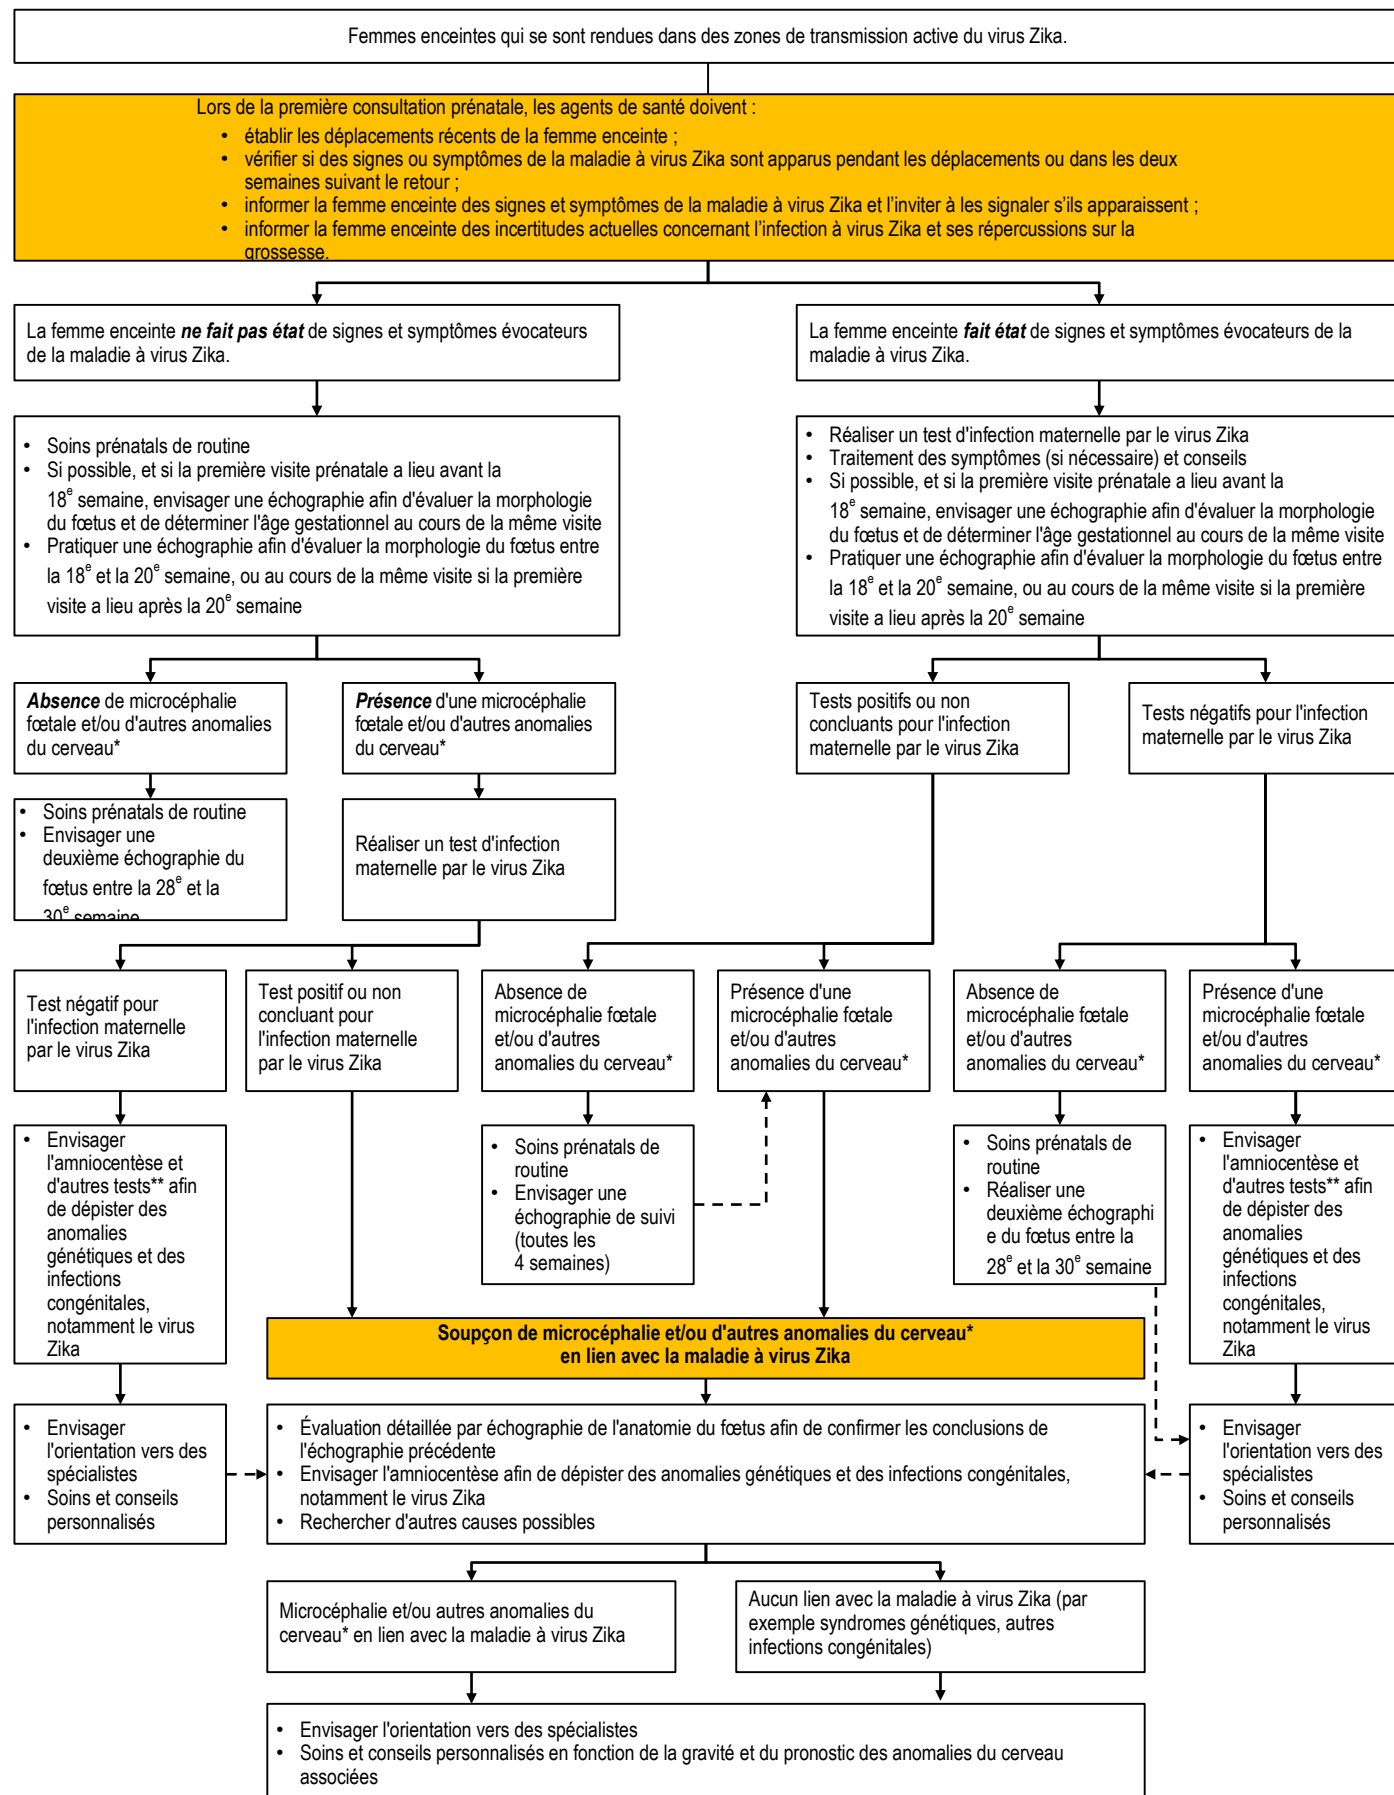 Femmes enceintes qui se sont rendues dans des zones de transmission active du virus Zika.
Lors de la première consultation prénatale, les agents de santé doivent :
• établir les déplacements récents de la femme enceinte ;
• vérifier si des signes ou symptômes de la maladie à virus Zika sont apparus pendant les déplacements ou dans les deux
semaines suivant le retour ;
• informer la femme enceinte des signes et symptômes de la maladie à virus Zika et l’inviter à les signaler s’ils apparaissent ;
• informer la femme enceinte des incertitudes actuelles concernant l’infection à virus Zika et ses répercussions sur la
grossesse.
La femme enceinte ne fait pas état de signes et symptômes évocateurs
de la maladie à virus Zika.
La femme enceinte fait état de signes et symptômes évocateurs de la
maladie à virus Zika.
• Soins prénatals de routine
• Si possible, et si la première visite prénatale a lieu avant la
18e semaine, envisager une échographie afin d'évaluer la morphologie
du fœtus et de déterminer l'âge gestationnel au cours de la même visite
• Pratiquer une échographie afin d'évaluer la morphologie du fœtus entre
la 18e et la 20e semaine, ou au cours de la même visite si la première
visite a lieu après la 20e semaine
• Réaliser un test d'infection maternelle par le virus Zika
• Traitement des symptômes (si nécessaire) et conseils
• Si possible, et si la première visite prénatale a lieu avant la
18e semaine, envisager une échographie afin d'évaluer la morphologie
du fœtus et de déterminer l'âge gestationnel au cours de la même visite
• Pratiquer une échographie afin d'évaluer la morphologie du fœtus entre
la 18e et la 20e semaine, ou au cours de la même visite si la première
visite a lieu après la 20e semaine
Absence de microcéphalie
fœtale et/ou d'autres anomalies
du cerveau*
Présence d'une microcéphalie
fœtale et/ou d'autres anomalies
du cerveau*
Tests positifs ou non
concluants pour l'infection
maternelle par le virus Zika
Tests négatifs pour l'infection
maternelle par le virus Zika
• Soins prénatals de routine
• Envisager une
deuxième échographie du
fœtus entre la 28e et la
30e semaine
Réaliser un test d'infection
maternelle par le virus Zika
Test négatif pour
l'infection maternelle
par le virus Zika
Test positif ou non
concluant pour
l'infection maternelle
par le virus Zika
Absence de
microcéphalie fœtale
et/ou d'autres
anomalies du cerveau*
Présence d'une
microcéphalie fœtale
et/ou d'autres
anomalies du cerveau*
Absence de
microcéphalie fœtale
et/ou d'autres
anomalies du cerveau*
Présence d'une
microcéphalie fœtale
et/ou d'autres
anomalies du cerveau*
• Envisager
l'amniocentèse et
d'autres tests** afin
de dépister des
anomalies
génétiques et des
infections
congénitales,
notamment le virus
Zika
• Soins prénatals de
routine
• Envisager une
échographie de suivi
(toutes les
4 semaines)
• Soins prénatals de
routine
• Réaliser une
deuxième échographi
e du fœtus entre la
28e et la 30e semaine
• Envisager
l'amniocentèse et
d'autres tests** afin
de dépister des
anomalies
génétiques et des
infections
congénitales,
notamment le virus
Zika
Soupçon de microcéphalie et/ou d'autres anomalies du cerveau*
en lien avec la maladie à virus Zika
• Envisager
l'orientation vers des
spécialistes
• Soins et conseils
personnalisés
• Évaluation détaillée par échographie de l'anatomie du fœtus afin de confirmer les conclusions de
l'échographie précédente
• Envisager l'amniocentèse afin de dépister des anomalies génétiques et des infections congénitales,
notamment le virus Zika
• Rechercher d'autres causes possibles
• Envisager
l'orientation vers des
spécialistes
• Soins et conseils
personnalisés
Microcéphalie et/ou autres anomalies du
cerveau* en lien avec la maladie à virus Zika
Aucun lien avec la maladie à virus Zika (par
exemple syndromes génétiques, autres
infections congénitales)
• Envisager l'orientation vers des spécialistes
• Soins et conseils personnalisés en fonction de la gravité et du pronostic des anomalies du cerveau
associées